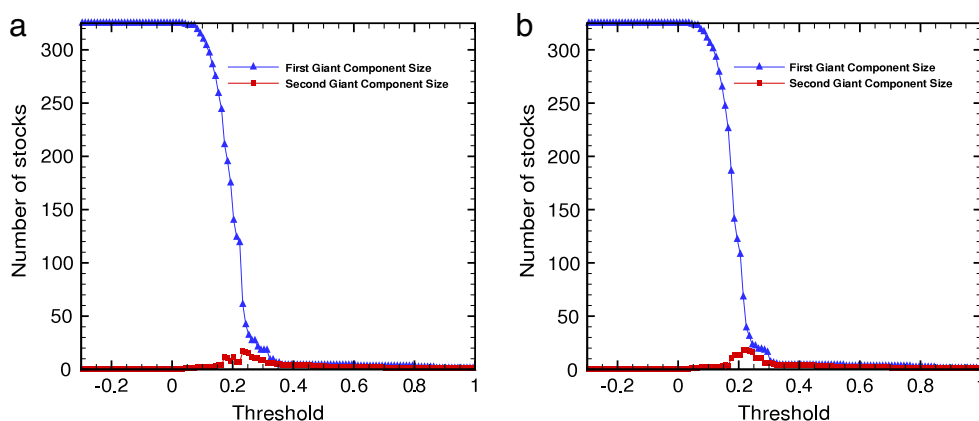 a
300
250
200
150
100
50
0
Number of stocks
First Giant Component Size
Second Giant Component Size
-0.2 0 0.2 0.4 0.6 0.8 1
Threshold
b
300
250
200
150
100
50
0
Number of stocks
First Giant Component Size
Second Giant Component Size
-0.2 0 0.2 0.4 0.6 0.8
Threshold